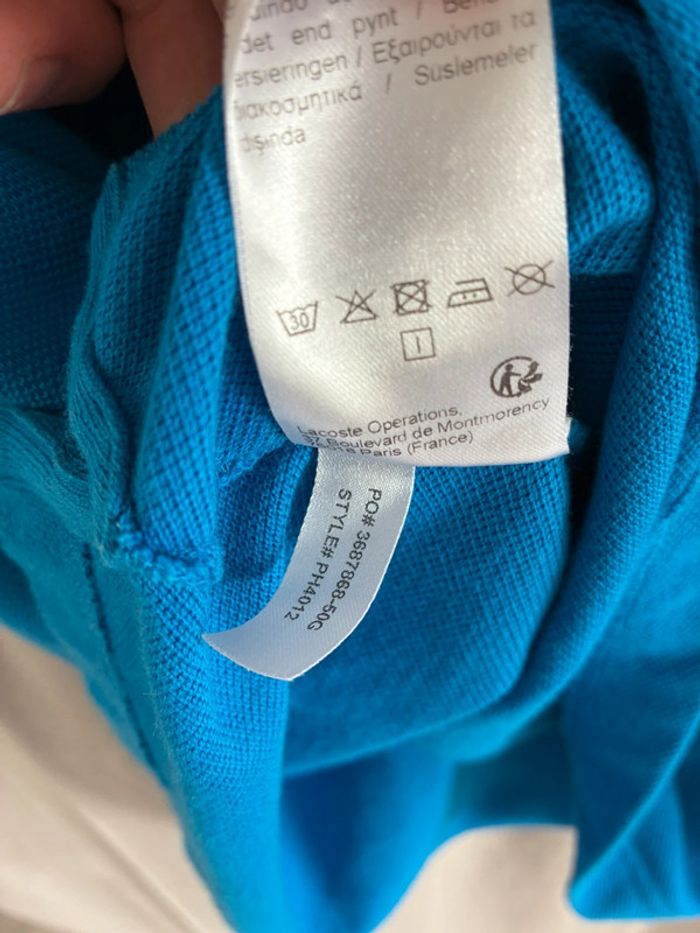 det end pynt /
ersieringen / Εξαιρούνται τα
διακοσμητικά / Süslemeler
dışında
30
Lacoste Operations,
37 Boulevard de Montmorency
Paris (France)
PO# 3687868-50G
STYLE# PH4012